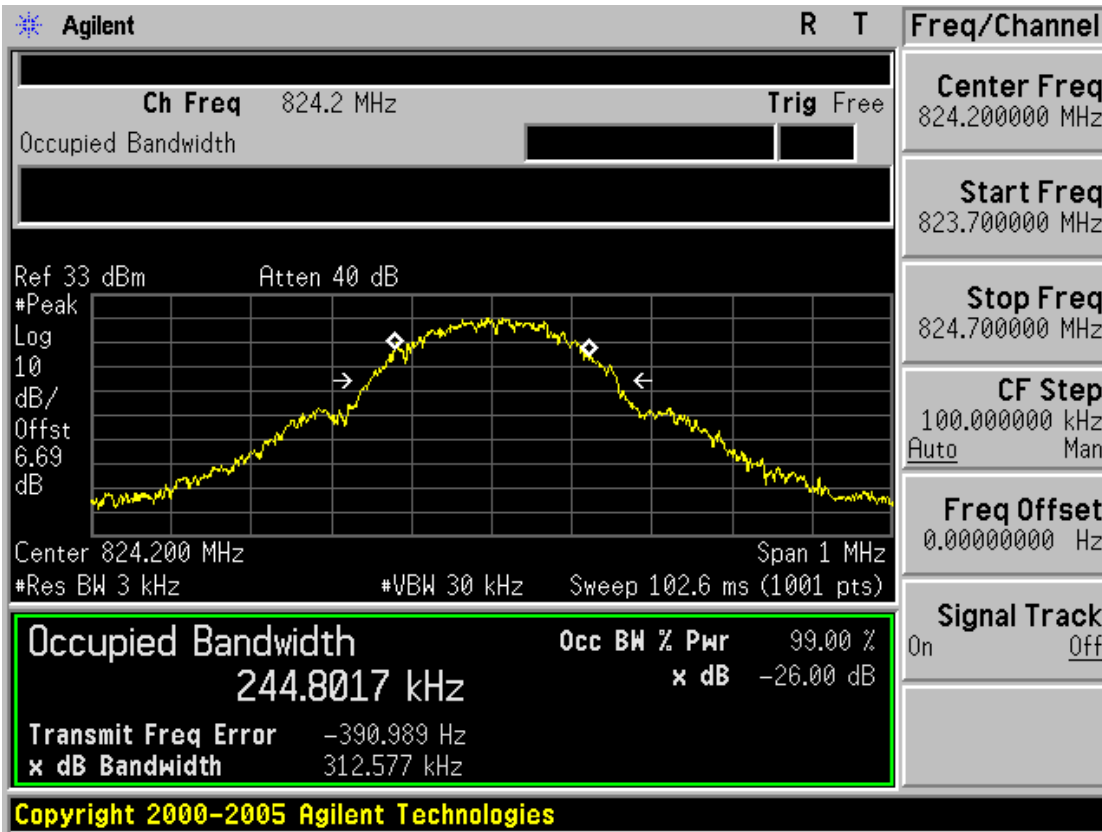 Agilent R T Freq/Channel
Ch Freq 824.2 MHz Trig Free
Occupied Bandwidth
Center Freq
824.200000 MHz
Start Freq
823.700000 MHz
Stop Freq
824.700000 MHz
CF Step
100.000000 kHz
Auto Man
Freq Offset
0.00000000 Hz
Signal Track
On Off
Ref 33 dBm Atten 40 dB
#Peak
Log
10
dB/
Offst
6.69
dB
Center 824.200 MHz Span 1 MHz
#Res BW 3 kHz #VBW 30 kHz Sweep 102.6 ms (1001 pts)
Occupied Bandwidth Occ BW % Pwr 99.00 %
244.8017 kHz x dB -26.00 dB
Transmit Freq Error -390.989 Hz
x dB Bandwidth 312.577 kHz
Copyright 2000-2005 Agilent Technologies